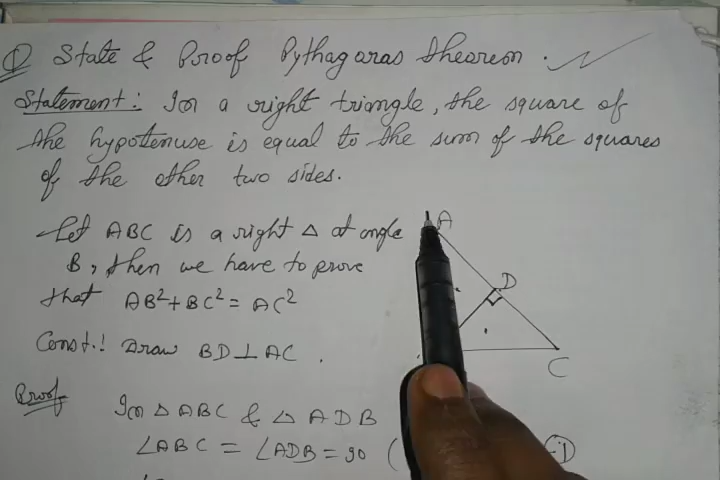 ① State & Proof Pythagaras theorem.
Statement: In a right triangle, the square of
the hypotenuse is equal to the sum of the squares
of the other two sides.
Let ABC is a right △ at angle
B, then we have to prove
that AB²+BC²= AC²
Const.: Draw BD⊥AC.
A
D
C
Proof
In △ABC & △ADB
∠ABC = ∠ADB = 90 (